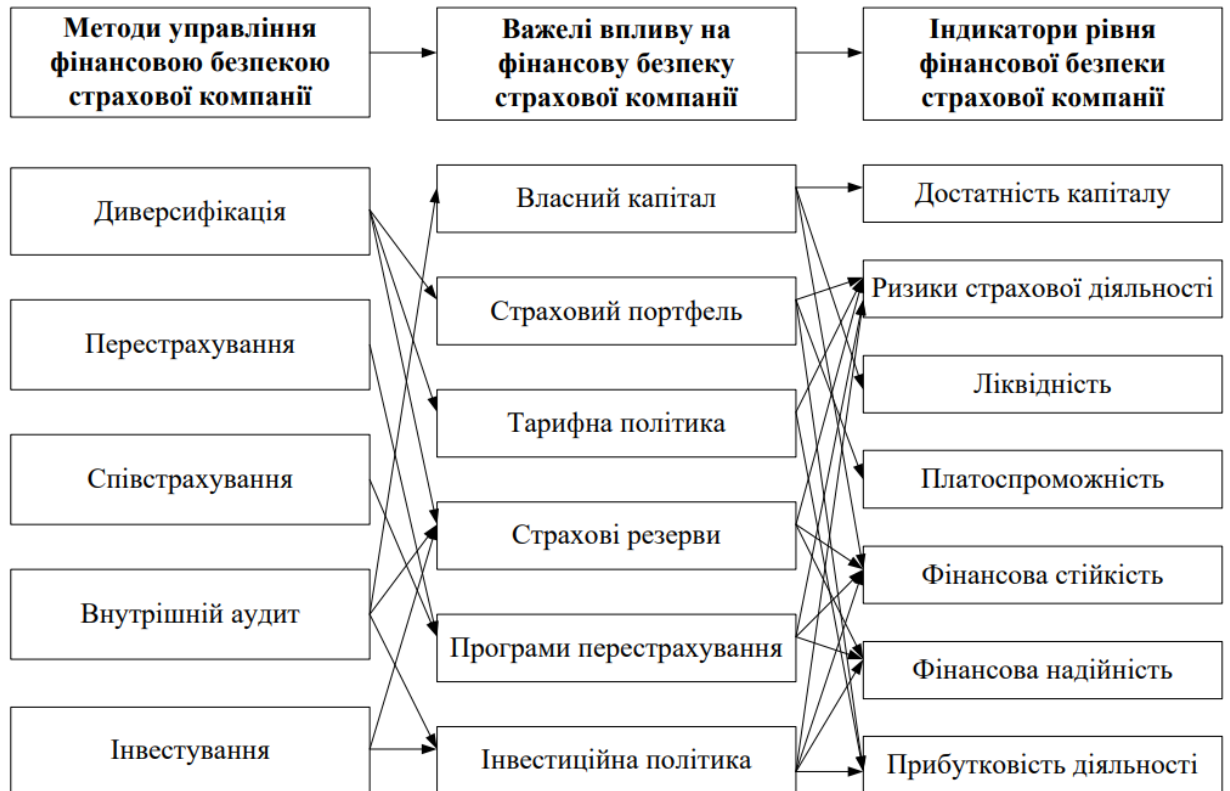 Методи управління
фінансовою безпекою
страхової компанії
Важелі впливу на
фінансову безпеку
страхової компанії
Індикатори рівня
фінансової безпеки
страхової компанії
Диверсифікація
Перестрахування
Співстрахування
Внутрішній аудит
Інвестування
Власний капітал
Страховий портфель
Тарифна політика
Страхові резерви
Програми перестрахування
Інвестиційна політика
Достатність капіталу
Ризики страхової діяльності
Ліквідність
Платоспроможність
Фінансова стійкість
Фінансова надійність
Прибутковість діяльності